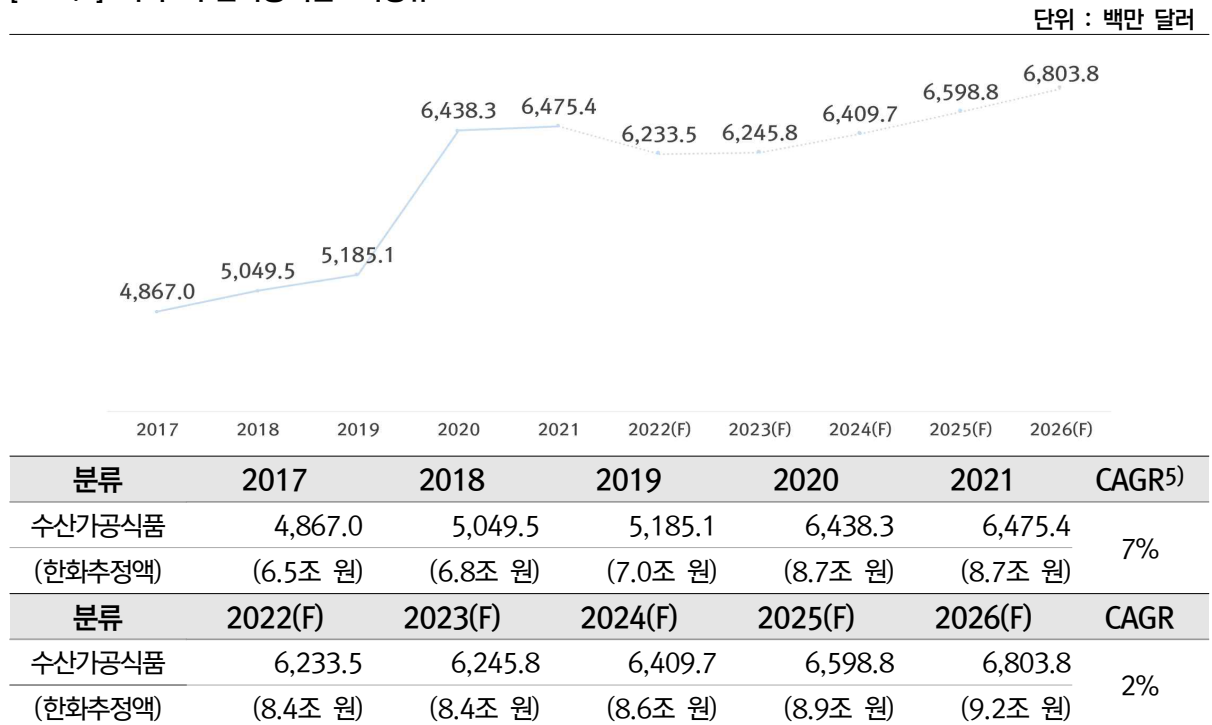 단위 : 백만 달러
6,803.8
6,598.8
6,438.3 6,475.4
6,409.7
6,233.5 6,245.8
5,185.1
5,049.5
4,867.0
2017 2018 2019 2020 2021 2022(F) 2023(F) 2024(F) 2025(F) 2026(F)
분류 2017 2018 2019 2020 2021 CAGR5)
수산가공식품 4,867.0 5,049.5 5,185.1 6,438.3 6,475.4 7%
(한화추정액) (6.5조 원) (6.8조 원) (7.0조 원) (8.7조 원) (8.7조 원)
분류 2022(F) 2023(F) 2024(F) 2025(F) 2026(F) CAGR
수산가공식품 6,233.5 6,245.8 6,409.7 6,598.8 6,803.8 2%
(한화추정액) (8.4조 원) (8.4조 원) (8.6조 원) (8.9조 원) (9.2조 원)